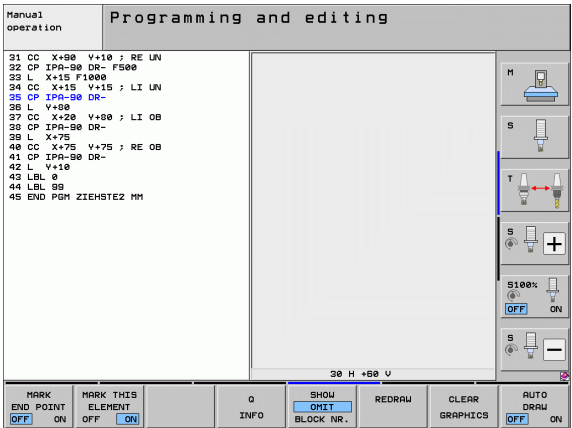 Manual operation
Programming and editing
31 CC X+90 Y+10 ; RE UN
32 CP IPA-90 DR- F500
33 L X+15 F1000
34 CC X+15 Y+15 ; LI UN
35 CP IPA-90 DR-
36 L Y+80
37 CC X+20 Y+80 ; LI OB
38 CP IPA-90 DR-
39 L X+75
40 CC X+75 Y+75 ; RE OB
41 CP IPA-90 DR-
42 L Y+10
43 LBL 0
44 LBL 99
45 END PGM ZIEHSTE2 MM
30 H +60 V
M
S
T
S
+
S100%
OFF ON
S
−
MARK
END POINT
OFF ON
MARK THIS
ELEMENT
OFF ON
Q
INFO
SHOW
OMIT
BLOCK NR.
REDRAW
CLEAR
GRAPHICS
AUTO
DRAW
OFF ON